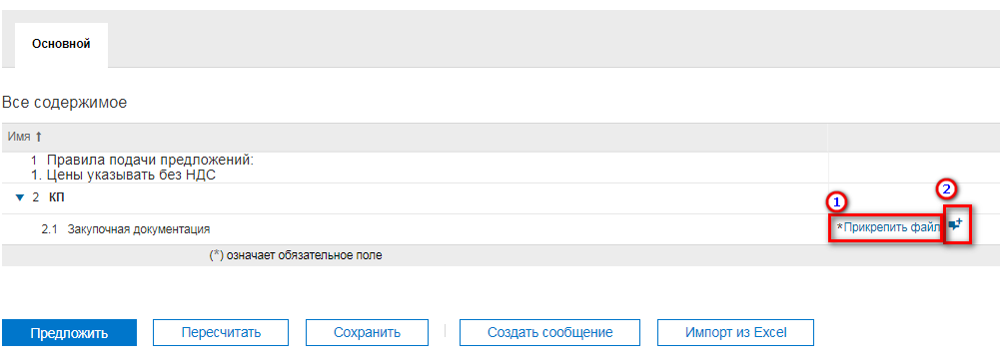 Основной
Все содержимое
Имя ↑
1 Правила подачи предложений:
1. Цены указывать без НДС
▼ 2 КП
1 2
2.1 Закупочная документация *Прикрепить файл
(*) означает обязательное поле
Предложить Пересчитать Сохранить Создать сообщение Импорт из Excel